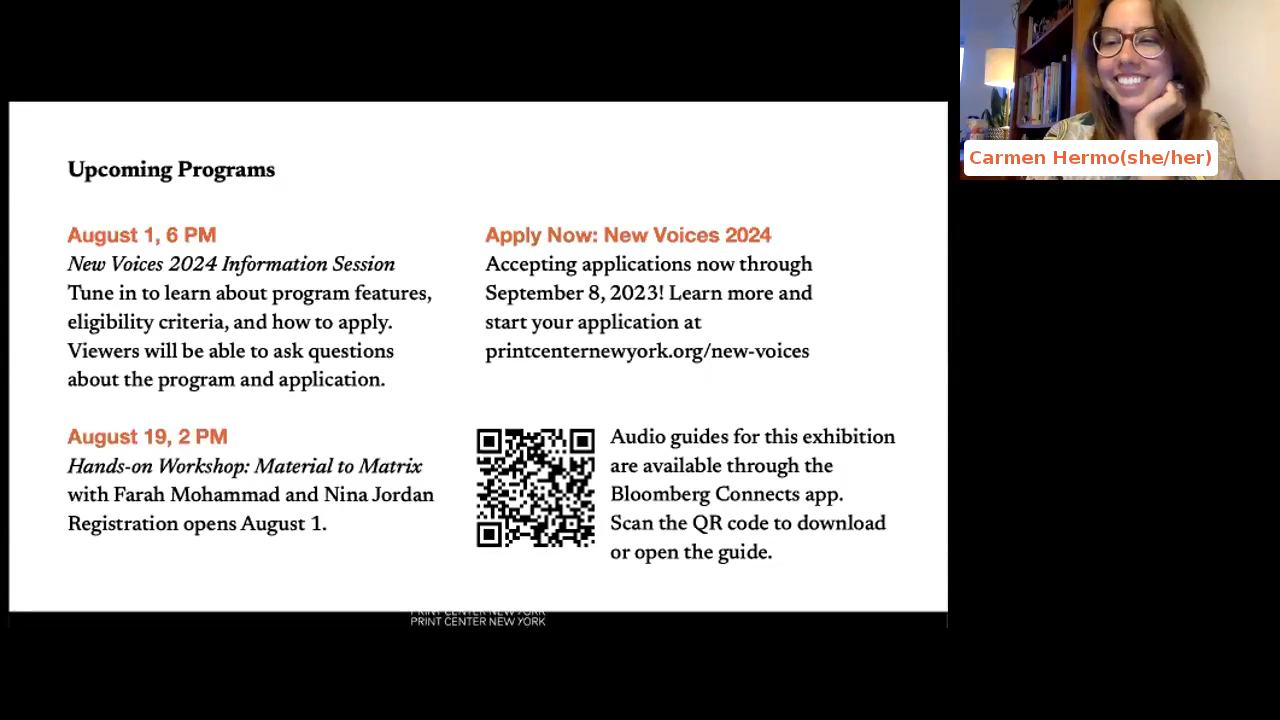 Upcoming Programs
August 1, 6 PM
New Voices 2024 Information Session
Tune in to learn about program features,
eligibility criteria, and how to apply.
Viewers will be able to ask questions
about the program and application.
August 19, 2 PM
Hands-on Workshop: Material to Matrix
with Farah Mohammad and Nina Jordan
Registration opens August 1.
Apply Now: New Voices 2024
Accepting applications now through
September 8, 2023! Learn more and
start your application at
printcenternewyork.org/new-voices
Audio guides for this exhibition
are available through the
Bloomberg Connects app.
Scan the QR code to download
or open the guide.
PRINT CENTER NEW YORK
PRINT CENTER NEW YORK
Carmen Hermo(she/her)